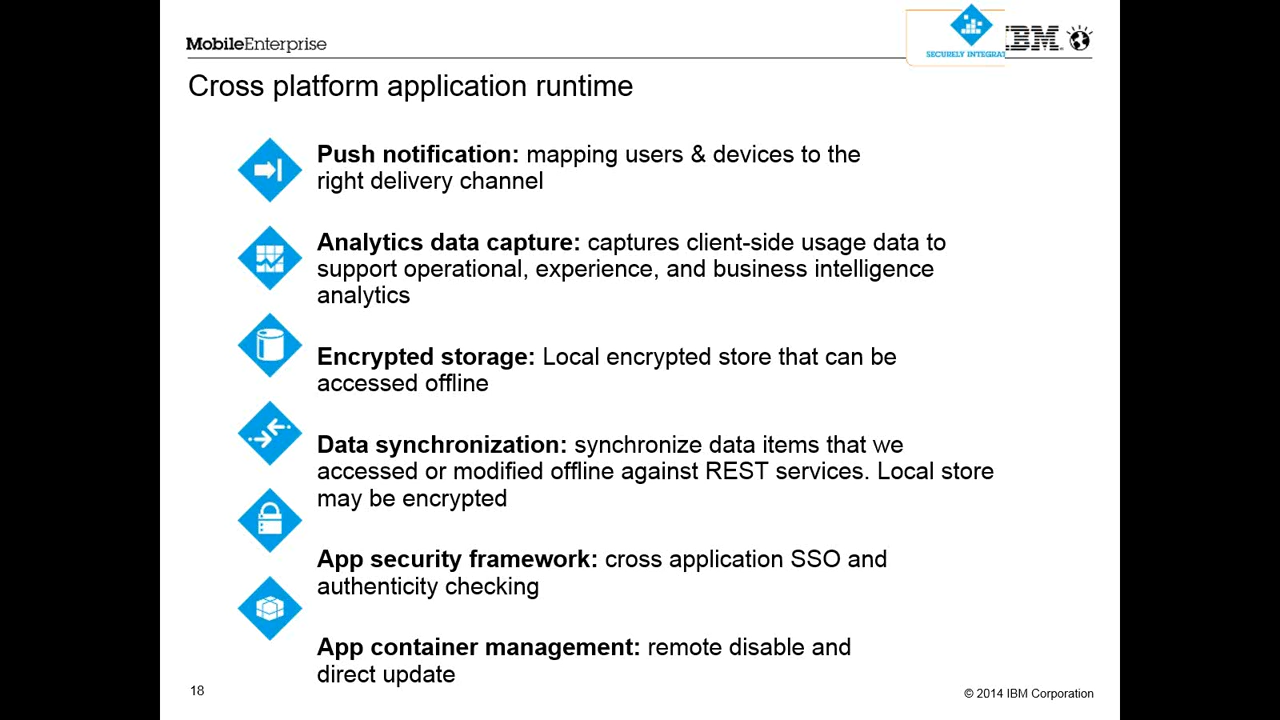 MobileEnterprise
SECURELY INTEGRAT
IBM
Cross platform application runtime
Push notification: mapping users & devices to the
right delivery channel
Analytics data capture: captures client-side usage data to
support operational, experience, and business intelligence
analytics
Encrypted storage: Local encrypted store that can be
accessed offline
Data synchronization: synchronize data items that we
accessed or modified offline against REST services. Local store
may be encrypted
App security framework: cross application SSO and
authenticity checking
App container management: remote disable and
direct update
18
© 2014 IBM Corporation